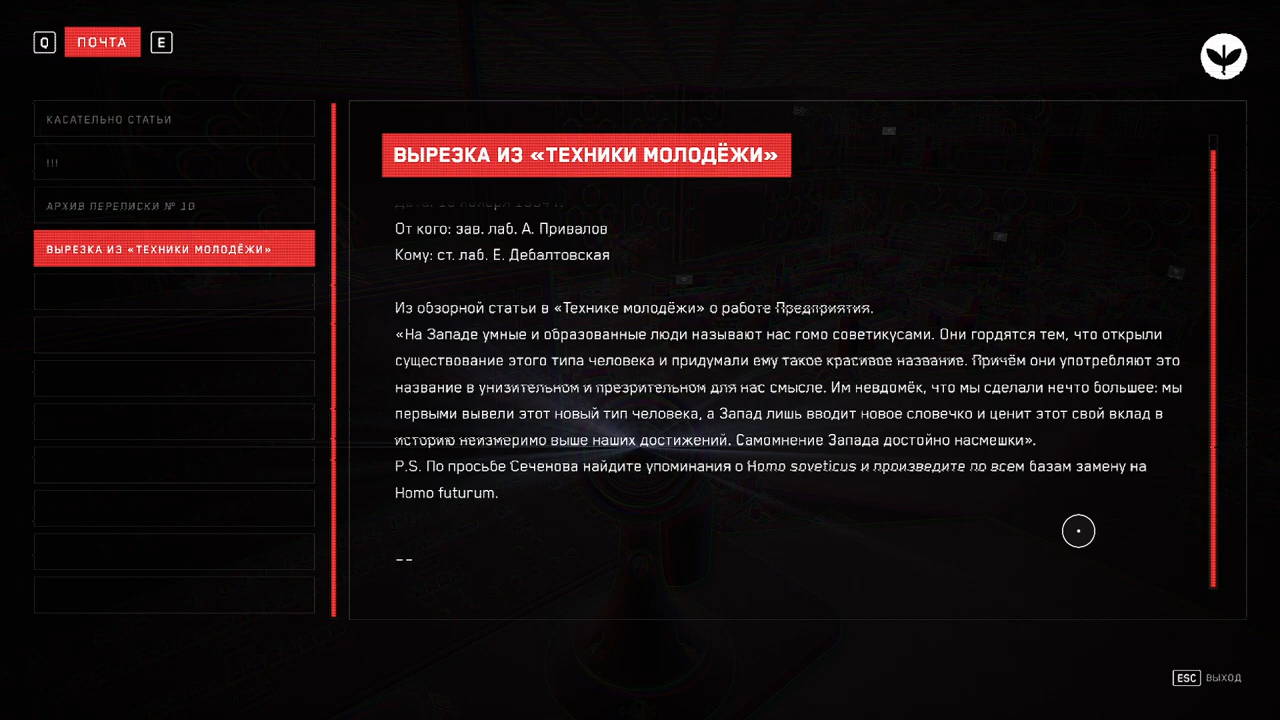 Q ПОЧТА E
КАСАТЕЛЬНО СТАТЬИ
!!!
АРХИВ ПЕРЕПИСКИ № 10
ВЫРЕЗКА ИЗ «ТЕХНИКИ МОЛОДЁЖИ»
ВЫРЕЗКА ИЗ «ТЕХНИКИ МОЛОДЁЖИ»
От кого: зав. лаб. А. Привалов
Кому: ст. лаб. Е. Дебалтовская
Из обзорной статьи в «Технике молодёжи» о работе Предприятия.
«На Западе умные и образованные люди называют нас гомо советикусами. Они гордятся тем, что открыли
существование этого типа человека и придумали ему такое красивое название. Причём они употребляют это
название в унизительном и презрительном для нас смысле. Им невдомёк, что мы сделали нечто большее: мы
первыми вывели этот новый тип человека, а Запад лишь вводит новое словечко и ценит этот свой вклад в
историю неизмеримо выше наших достижений. Самомнение Запада достойно насмешки».
P.S. По просьбе Сеченова найдите упоминания о Homo soveticus и произведите по всем базам замену на
Homo futurum.
--
ESC ВЫХОД